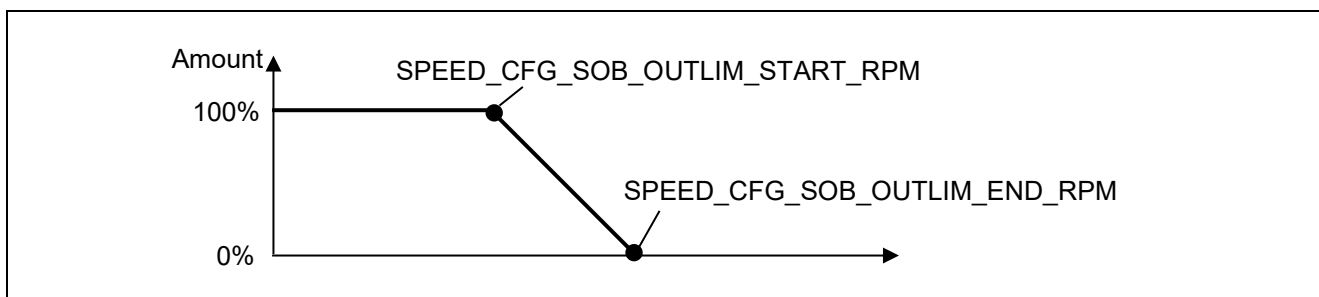 Amount
SPEED_CFG_SOB_OUTLIM_START_RPM
100%
SPEED_CFG_SOB_OUTLIM_END_RPM
0%